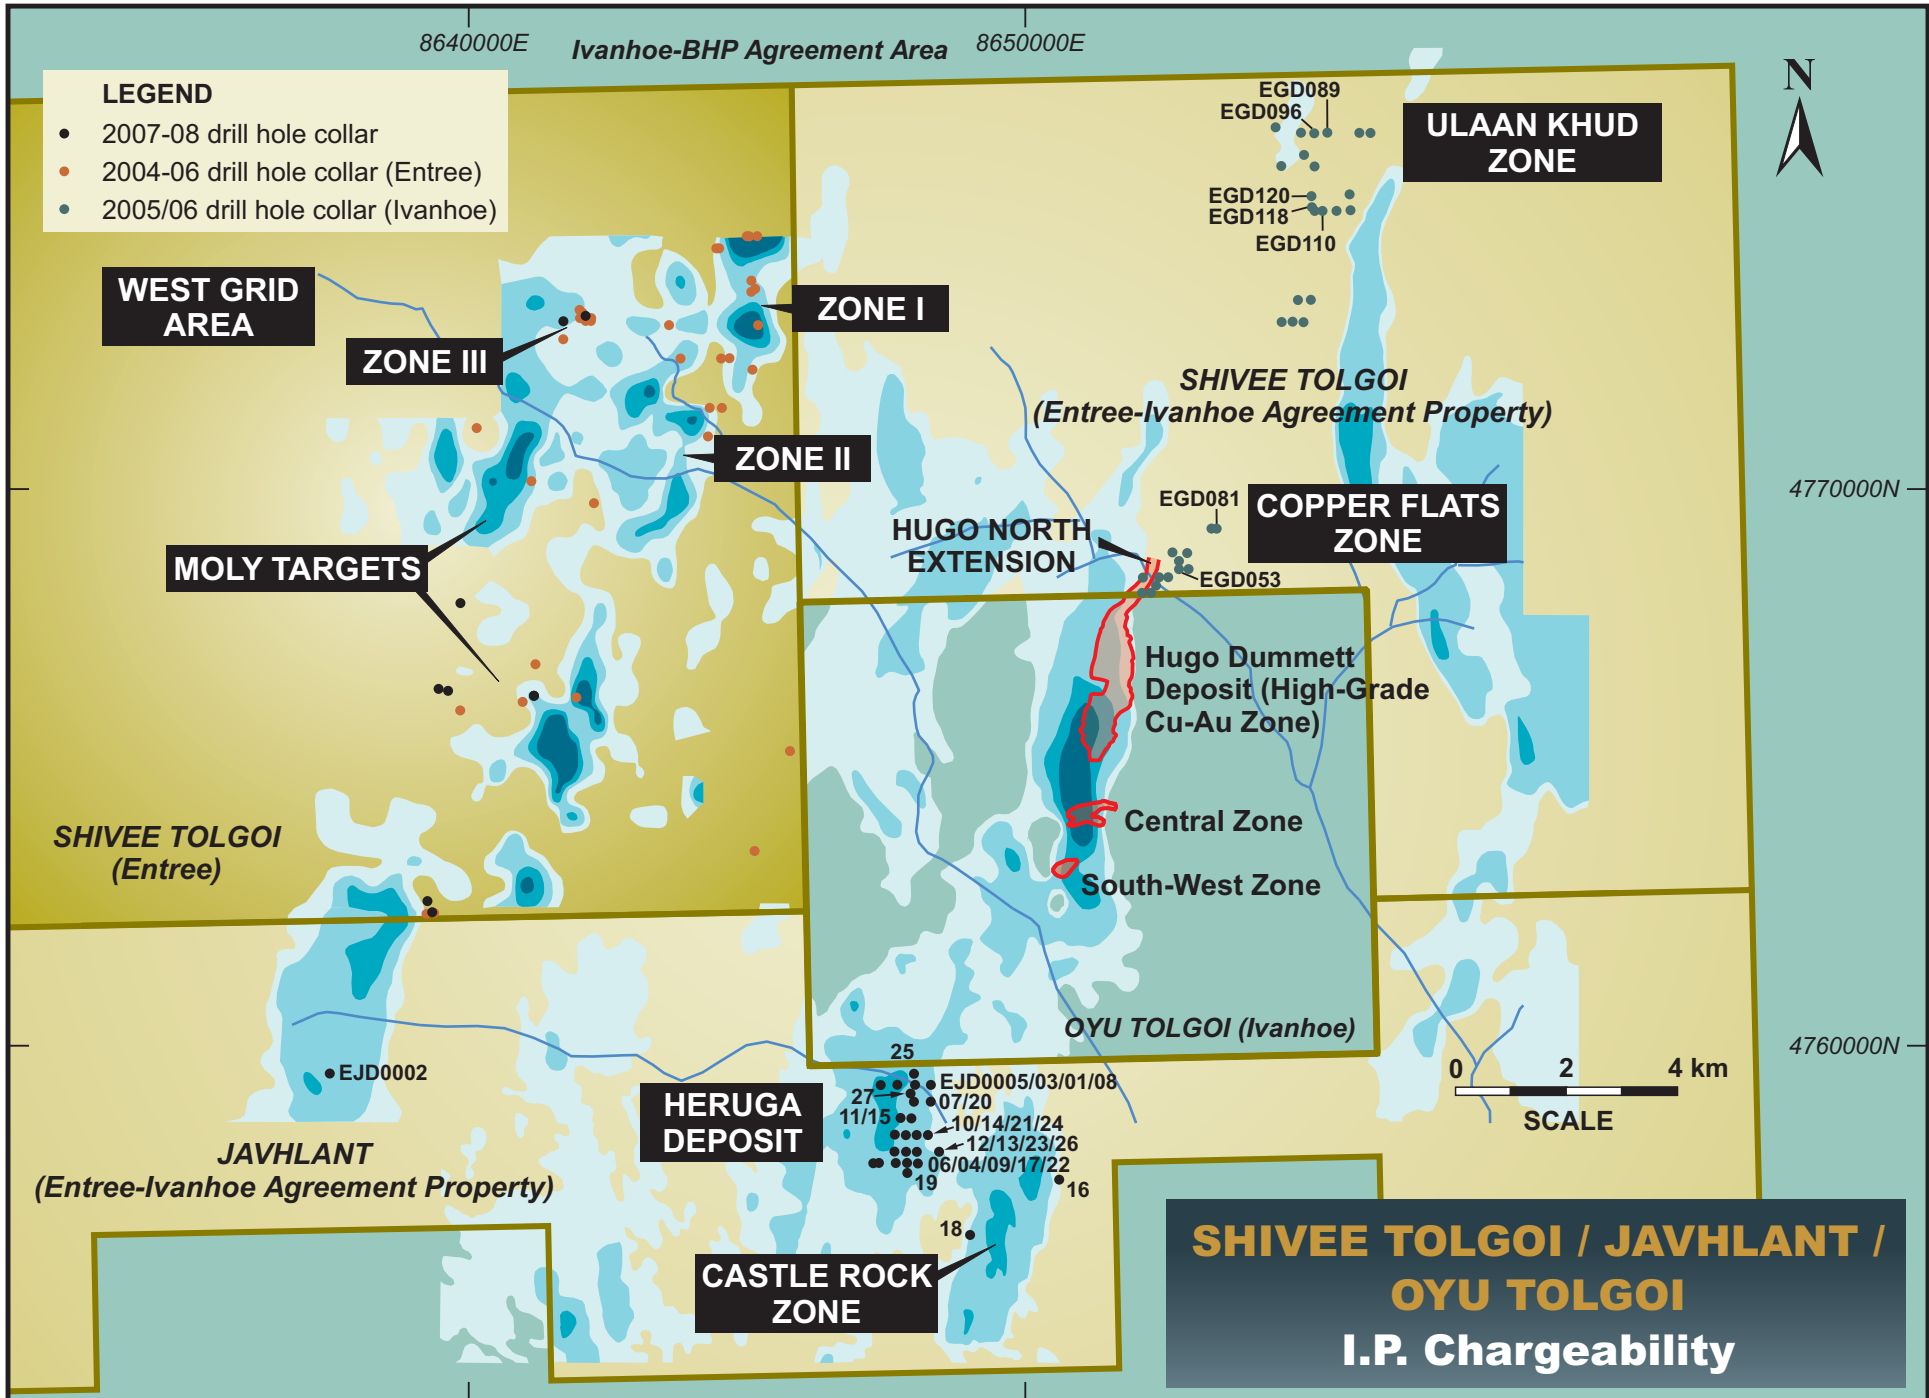 8640000E
Ivanhoe-BHP Agreement Area
8650000E
LEGEND
2007-08 drill hole collar
2004-06 drill hole collar (Entree)
2005/06 drill hole collar (Ivanhoe)
N
EGD089
EGD096
ULAAN KHUD
ZONE
EGD120
EGD118
EGD110
WEST GRID
AREA
ZONE I
ZONE III
SHIVEE TOLGOI
(Entree-Ivanhoe Agreement Property)
ZONE II
4770000N
EGD081
COPPER FLATS
ZONE
HUGO NORTH
EXTENSION
MOLY TARGETS
EGD053
Hugo Dummett
Deposit (High-Grade
Cu-Au Zone)
Central Zone
SHIVEE TOLGOI
(Entree)
South-West Zone
OYU TOLGOI (Ivanhoe)
4760000N
25
EJD0002
0 2 4 km
SCALE
EJD0005/03/01/08
27
07/20
HERUGA
DEPOSIT
11/15
10/14/21/24
12/13/23/26
06/04/09/17/22
19
16
JAVHLANT
(Entree-Ivanhoe Agreement Property)
18
CASTLE ROCK
ZONE
SHIVEE TOLGOI / JAVHLANT /
OYU TOLGOI
I.P. Chargeability